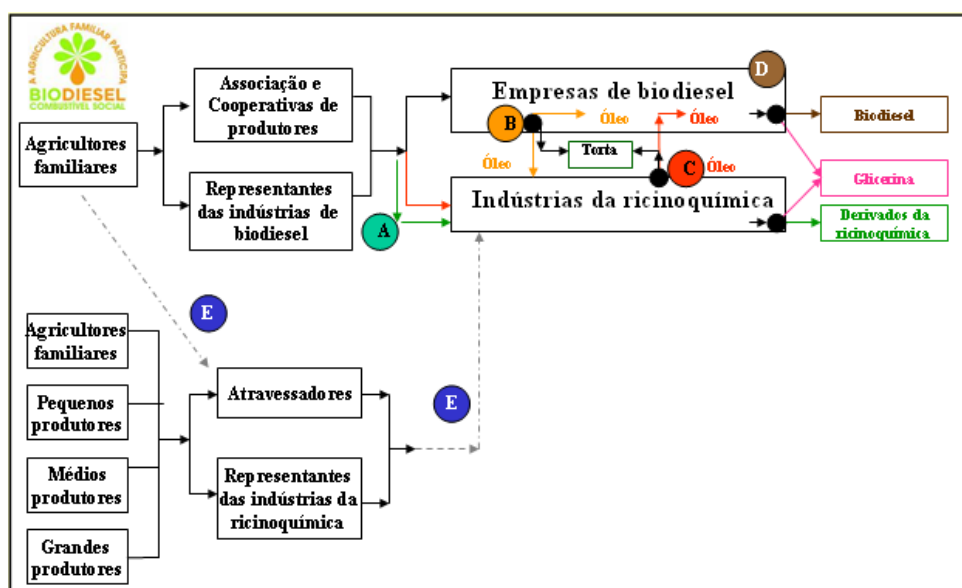 A AGRICULTURA FAMILIAR PARTICIPA
BIODIESEL
COMBUSTÍVEL SOCIAL
Agricultores
familiares
Associação e
Cooperativas de
produtores
Representantes
das indústrias de
biodiesel
A
Empresas de biodiesel
D
B
Óleo
Óleo
Torta
Óleo
C
Óleo
Indústrias da ricinoquímica
Biodiesel
Glicerina
Derivados da
ricinoquímica
E
E
Agricultores
familiares
Pequenos
produtores
Médios
produtores
Grandes
produtores
Atravessadores
Representantes
das indústrias da
ricinoquímica